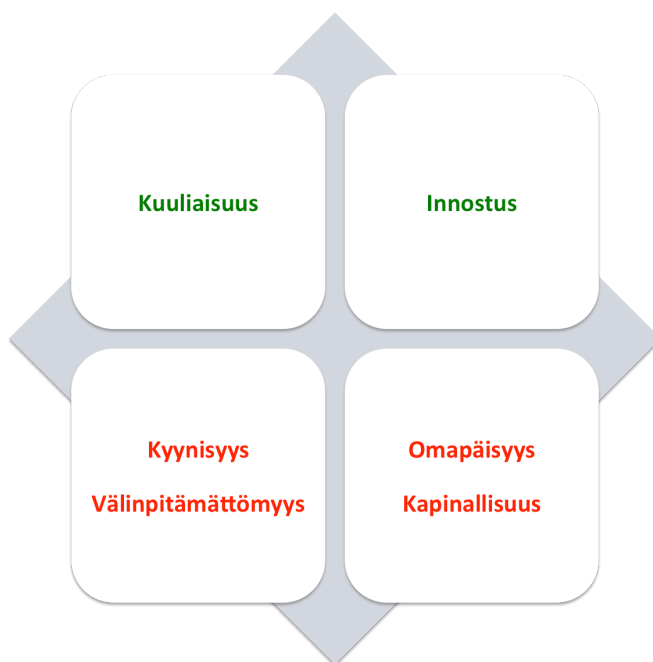 Kuuliaisuus
Innostus
Kyynisyys
Välinpitämättömyys
Omapäisyys
Kapinallisuus